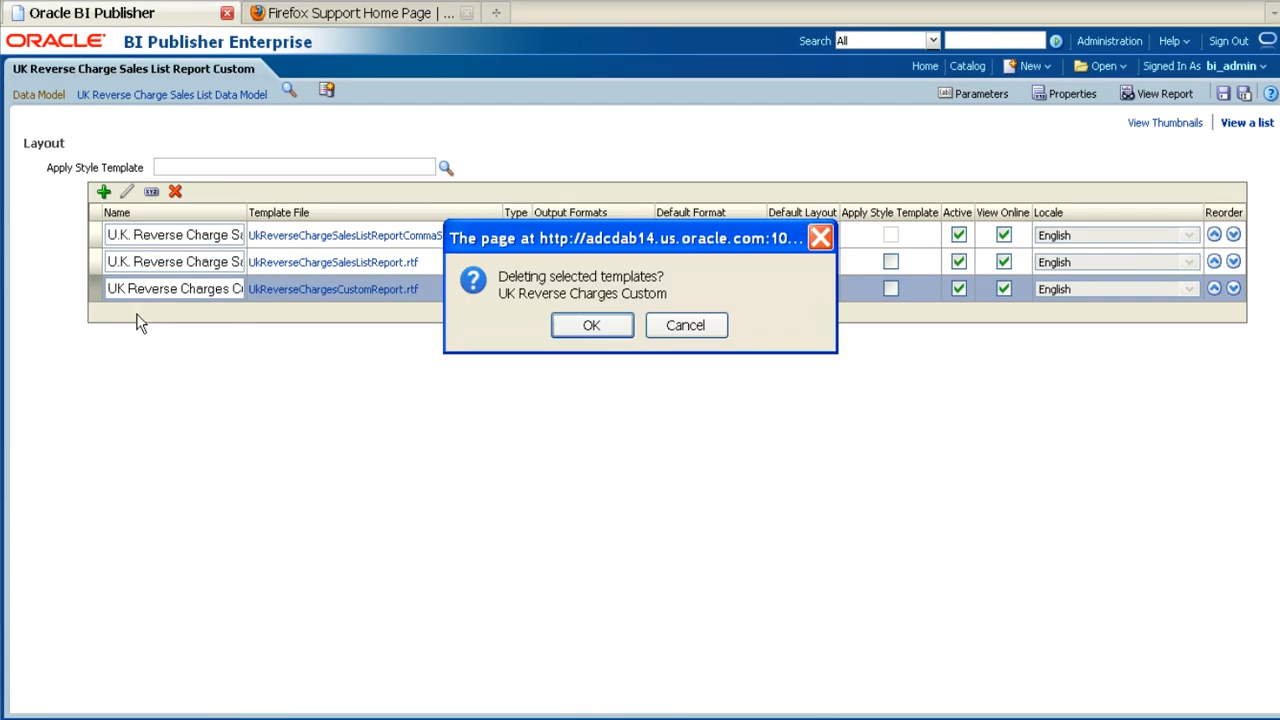 Oracle BI Publisher
Firefox Support Home Page | ...
ORACLE BI Publisher Enterprise
Search All
Administration Help Sign Out
UK Reverse Charge Sales List Report Custom
Home Catalog New Open Signed In As bi_admin
Data Model UK Reverse Charge Sales List Data Model
Parameters Properties View Report
View Thumbnails View a list
Layout
Apply Style Template
Name Template File Type Output Formats Default Format Default Layout Apply Style Template Active View Online Locale Reorder
U.K. Reverse Charge Sa UkReverseChargeSalesListReportCommaS English
U.K. Reverse Charge Sa UkReverseChargeSalesListReport.rtf English
UK Reverse Charges Cu UkReverseChargesCustomReport.rtf English
The page at http://adcdab14.us.oracle.com:10...
Deleting selected templates?
UK Reverse Charges Custom
OK Cancel